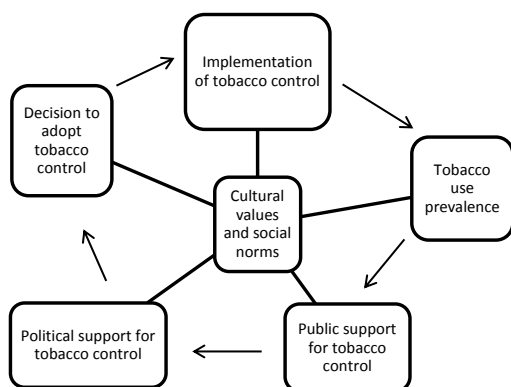 Implementation
of tobacco control
Decision to
adopt
tobacco
control
Tobacco
use
prevalence
Cultural
values
and social
norms
Political support for
tobacco control
Public support
for tobacco
control